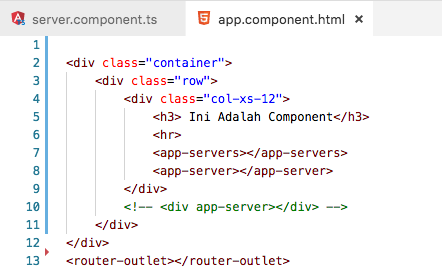 server.component.ts app.component.html ×
1
2 <div class="container">
3 <div class="row">
4 <div class="col-xs-12">
5 <h3> Ini Adalah Component</h3>
6 <hr>
7 <app-servers></app-servers>
8 <app-server></app-server>
9 </div>
10 <!-- <div app-server></div> -->
11 </div>
12 </div>
13 <router-outlet></router-outlet>